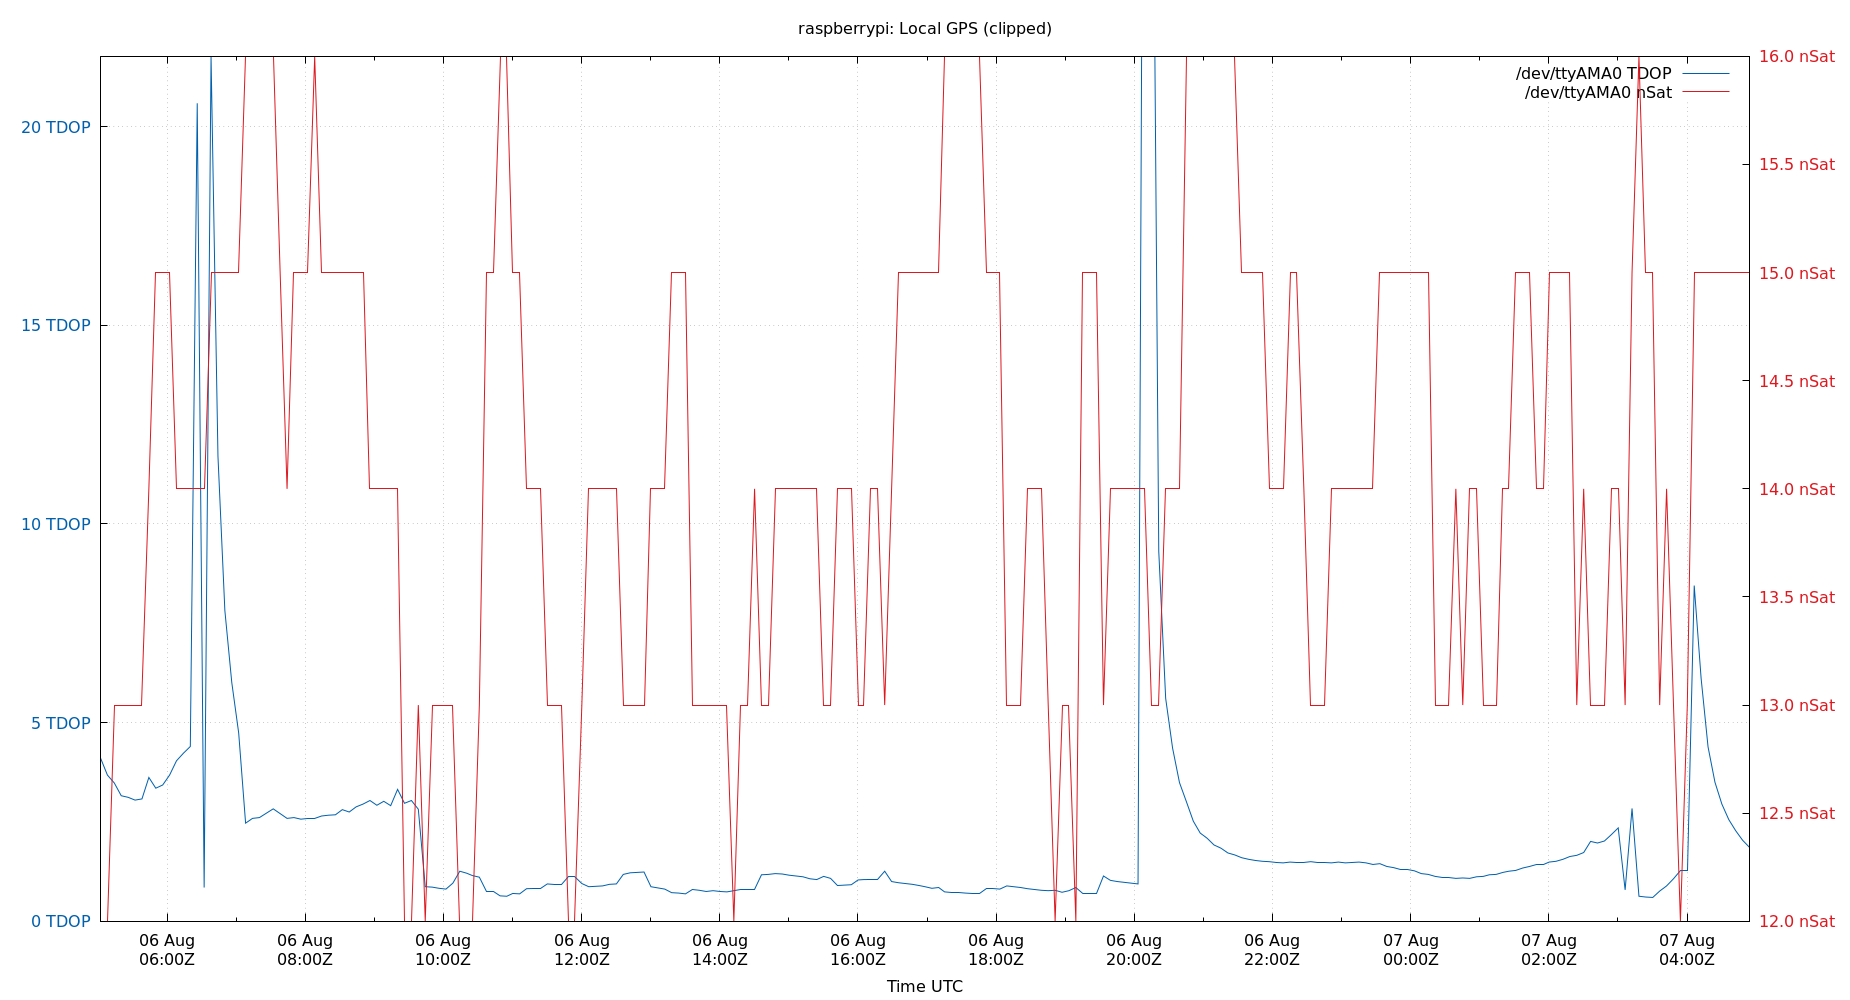 raspberrypi: Local GPS (clipped)
/dev/ttyAMA0 TDOP
/dev/ttyAMA0 nSat
20 TDOP
15 TDOP
10 TDOP
5 TDOP
0 TDOP
16.0 nSat
15.5 nSat
15.0 nSat
14.5 nSat
14.0 nSat
13.5 nSat
13.0 nSat
12.5 nSat
12.0 nSat
06 Aug
06:00Z
06 Aug
08:00Z
06 Aug
10:00Z
06 Aug
12:00Z
06 Aug
14:00Z
06 Aug
16:00Z
06 Aug
18:00Z
06 Aug
20:00Z
06 Aug
22:00Z
07 Aug
00:00Z
07 Aug
02:00Z
07 Aug
04:00Z
Time UTC